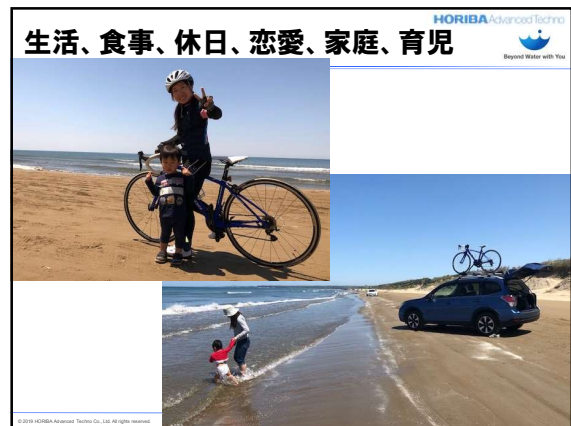 HORIBA Advanced Techno
生活、食事、休日、恋愛、家庭、育児
Beyond Water with You
© 2019 HORIBA Advanced Techno Co., Ltd. All rights reserved.